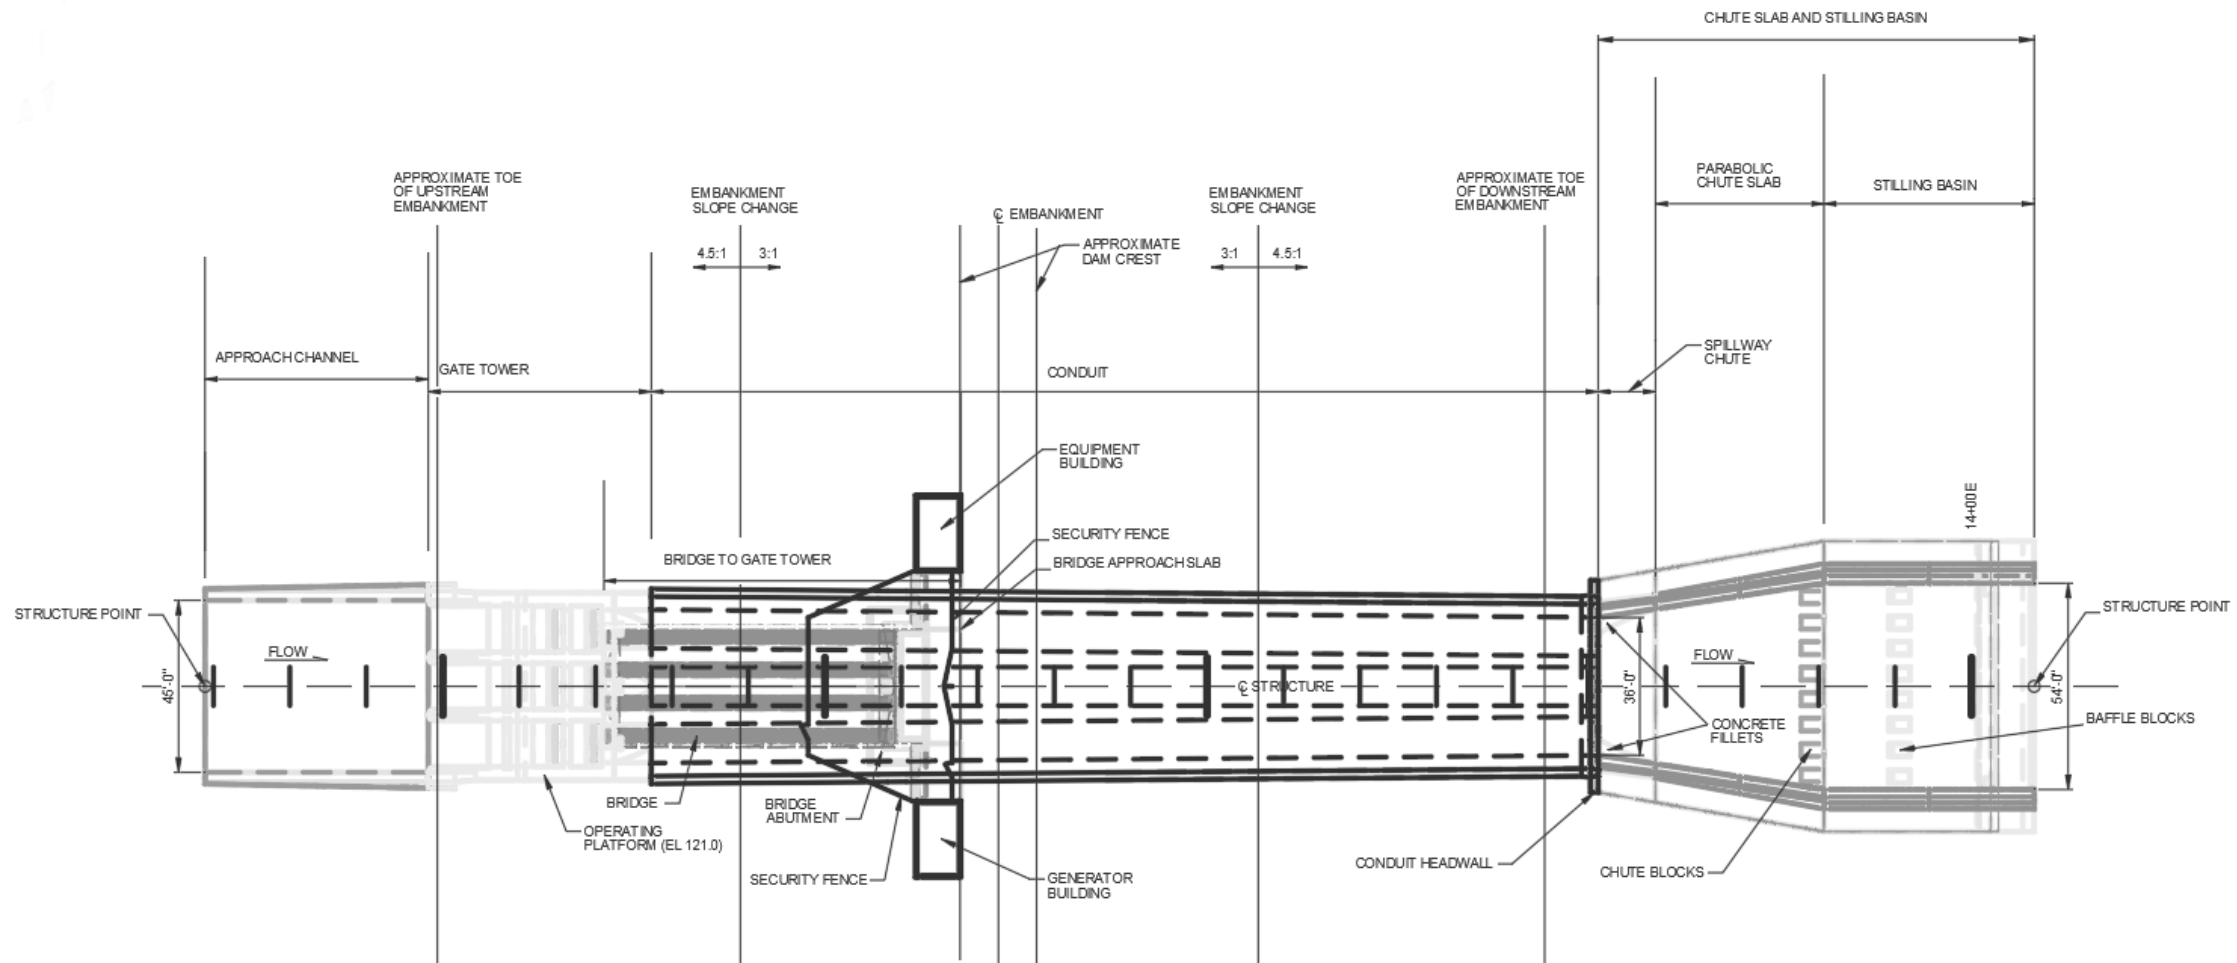 CHUTE SLAB AND STILLING BASIN
APPROXIMATE TOE
OF UPSTREAM
EMBANKMENT
EMBANKMENT
SLOPE CHANGE
4.5:1
3:1
℄ EMBANKMENT
APPROXIMATE
DAM CREST
EMBANKMENT
SLOPE CHANGE
3:1
4.5:1
APPROXIMATE TOE
OF DOWNSTREAM
EMBANKMENT
PARABOLIC
CHUTE SLAB
STILLING BASIN
APPROACH CHANNEL
GATE TOWER
CONDUIT
SPILLWAY
CHUTE
EQUIPMENT
BUILDING
14+00E
SECURITY FENCE
BRIDGE TO GATE TOWER
BRIDGE APPROACH SLAB
STRUCTURE POINT
STRUCTURE POINT
FLOW
FLOW
45'-0"
℄ STRUCTURE
36'-0"
54'-0"
CONCRETE
FILLETS
BAFFLE BLOCKS
BRIDGE
BRIDGE
ABUTMENT
OPERATING
PLATFORM (EL 121.0)
CONDUIT HEADWALL
CHUTE BLOCKS
SECURITY FENCE
GENERATOR
BUILDING